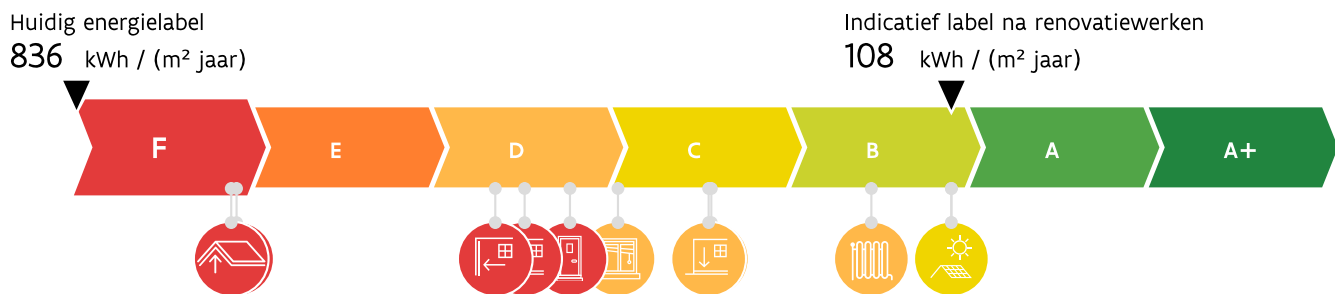 Huidig energielabel
836 kWh / (m² jaar)
Indicatief label na renovatiewerken
108 kWh / (m² jaar)
F E D C B A A+